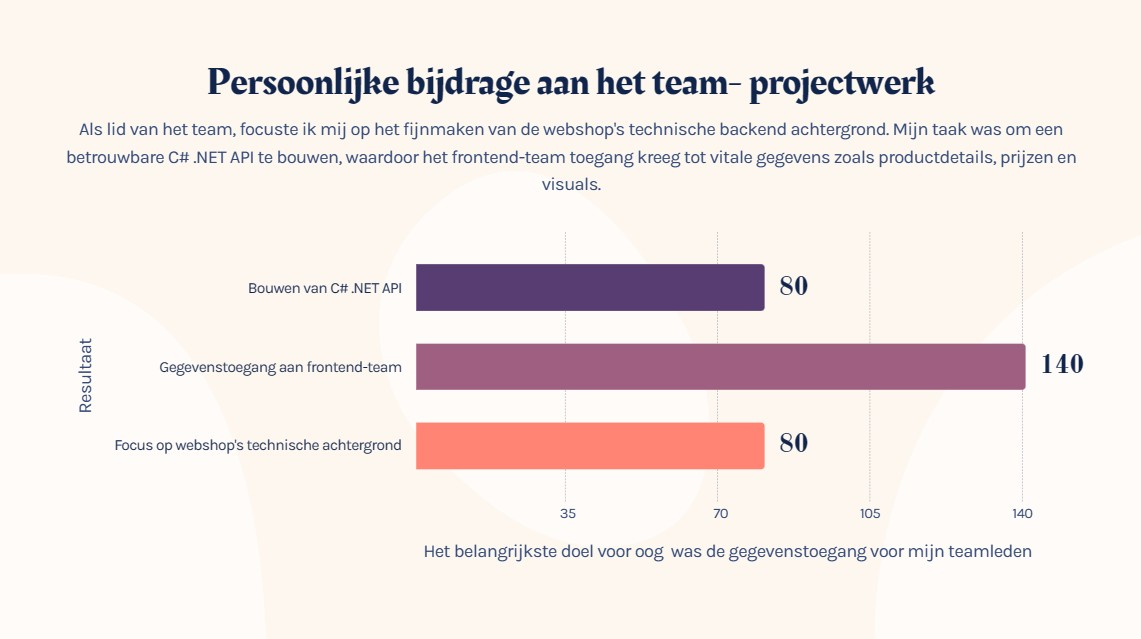 Persoonlijke bijdrage aan het team- projectwerk
Als lid van het team, focuste ik mij op het fijnmaken van de webshop's technische backend achtergrond. Mijn taak was om een
betrouwbare C# .NET API te bouwen, waardoor het frontend-team toegang kreeg tot vitale gegevens zoals productdetails, prijzen en
visuals.
Bouwen van C# .NET API
80
Gegevenstoegang aan frontend-team
140
Focus op webshop's technische achtergrond
80
Resultaat
35 70 105 140
Het belangrijkste doel voor oog  was de gegevenstoegang voor mijn teamleden